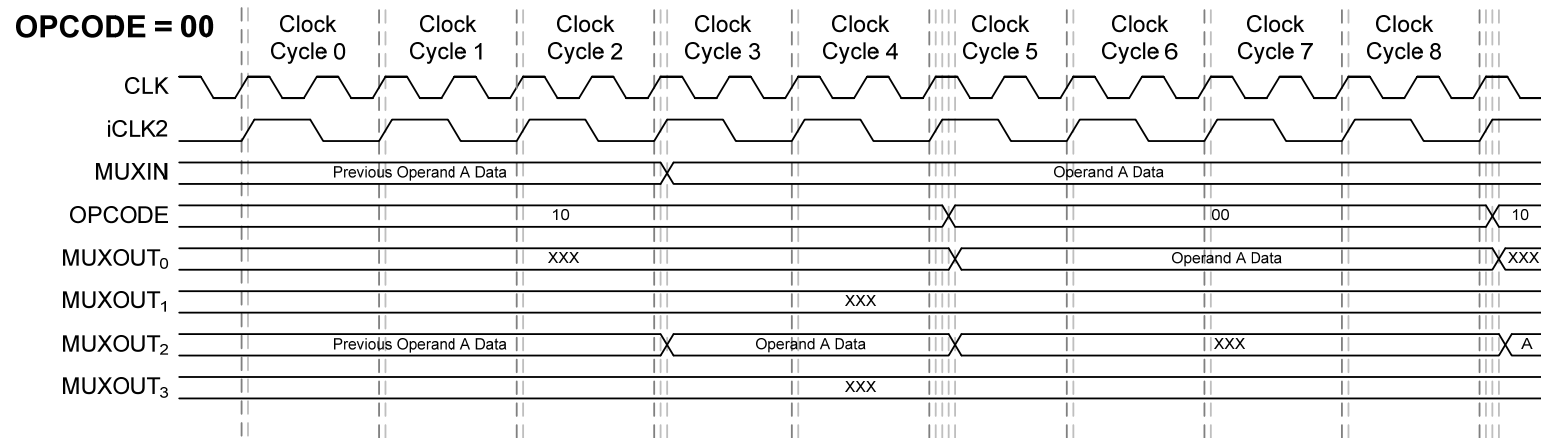 OPCODE = 00
Clock Cycle 0
Clock Cycle 1
Clock Cycle 2
Clock Cycle 3
Clock Cycle 4
Clock Cycle 5
Clock Cycle 6
Clock Cycle 7
Clock Cycle 8
CLK
iCLK2
MUXIN Previous Operand A Data Operand A Data
OPCODE 10 00 10
MUXOUT0 XXX Operand A Data XXX
MUXOUT1 XXX
MUXOUT2 Previous Operand A Data Operand A Data XXX A
MUXOUT3 XXX